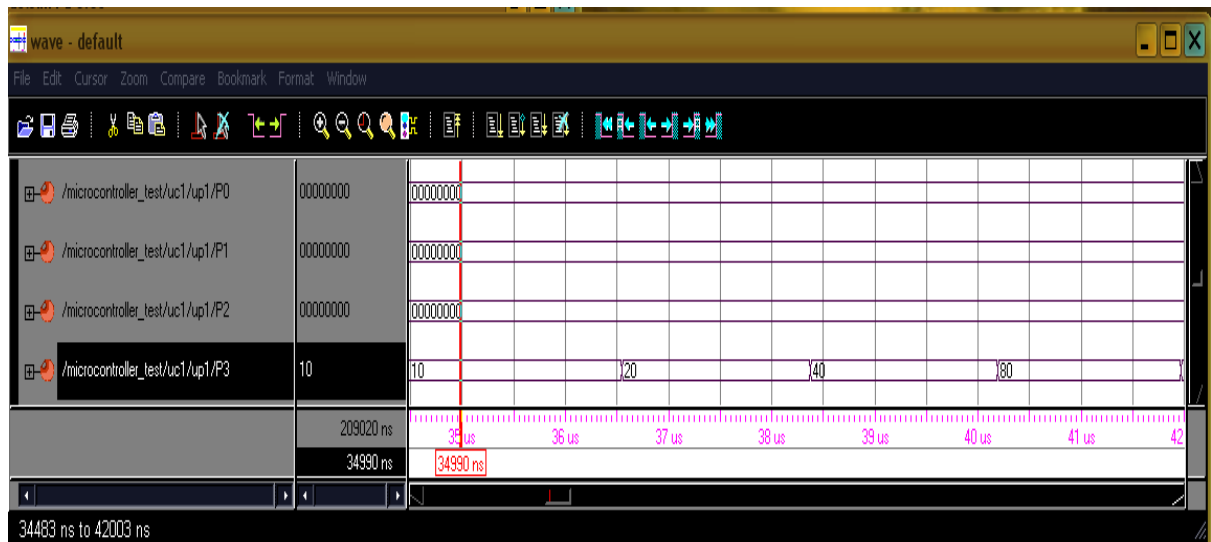 wave - default
File Edit Cursor Zoom Compare Bookmark Format Window
/microcontroller_test/uc1/up1/P0 00000000 00000000
/microcontroller_test/uc1/up1/P1 00000000 00000000
/microcontroller_test/uc1/up1/P2 00000000 00000000
/microcontroller_test/uc1/up1/P3 10 10 20 40 80
209020 ns 35 us 36 us 37 us 38 us 39 us 40 us 41 us 42
34990 ns 34990 ns
34483 ns to 42003 ns